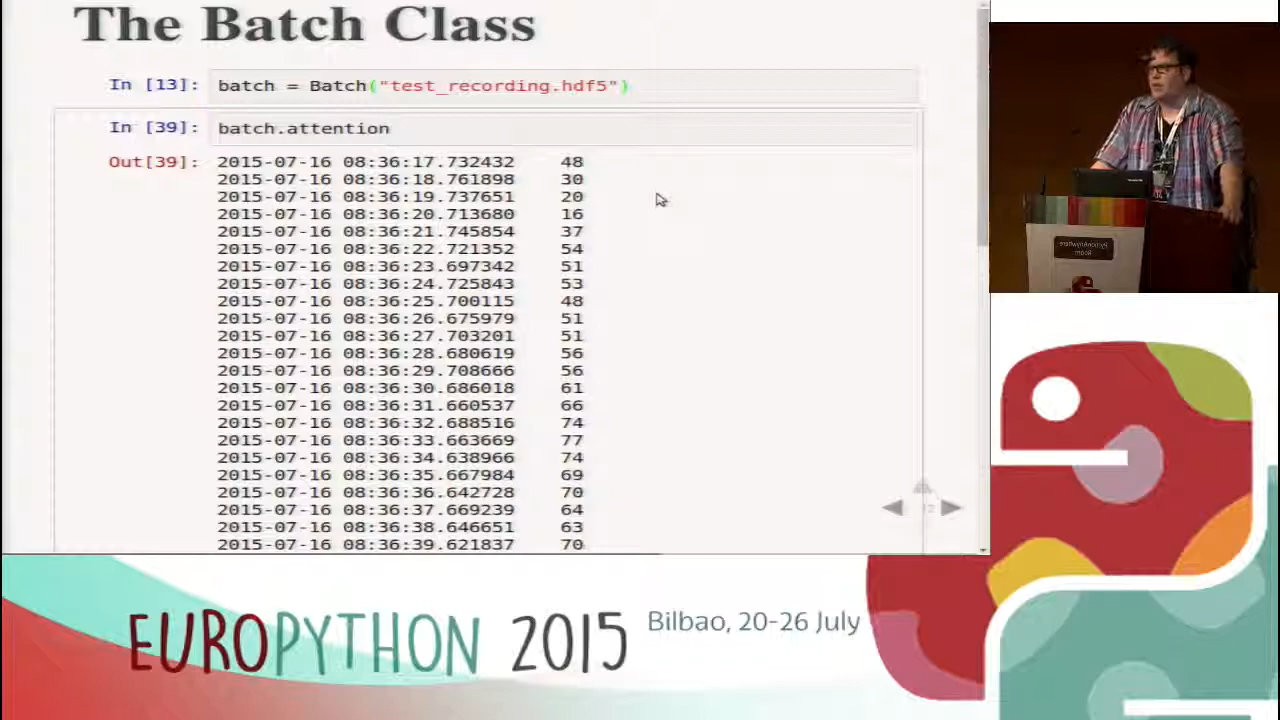 The Batch Class
In [13]: batch = Batch("test_recording.hdf5")
In [39]: batch.attention
Out[39]: 2015-07-16 08:36:17.732432 48
2015-07-16 08:36:18.761898 30
2015-07-16 08:36:19.737651 20
2015-07-16 08:36:20.713680 16
2015-07-16 08:36:21.745854 37
2015-07-16 08:36:22.721352 54
2015-07-16 08:36:23.697342 51
2015-07-16 08:36:24.725843 53
2015-07-16 08:36:25.700115 48
2015-07-16 08:36:26.675979 51
2015-07-16 08:36:27.703201 51
2015-07-16 08:36:28.680619 56
2015-07-16 08:36:29.708666 56
2015-07-16 08:36:30.686018 61
2015-07-16 08:36:31.660537 66
2015-07-16 08:36:32.688516 74
2015-07-16 08:36:33.663669 77
2015-07-16 08:36:34.638966 74
2015-07-16 08:36:35.667984 69
2015-07-16 08:36:36.642728 70
2015-07-16 08:36:37.669239 64
2015-07-16 08:36:38.646651 63
2015-07-16 08:36:39.621837 70
EUROPYTHON 2015
Bilbao, 20-26 July